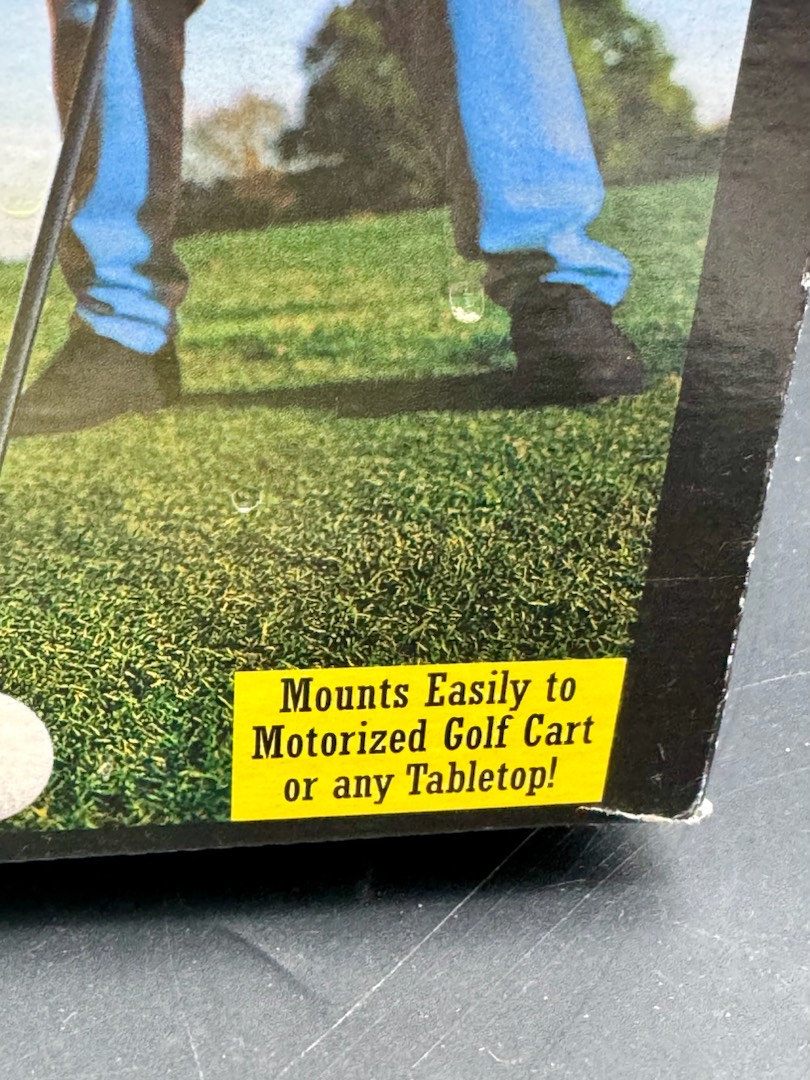 Mounts Easily to
Motorized Golf Cart
or any Tabletop!